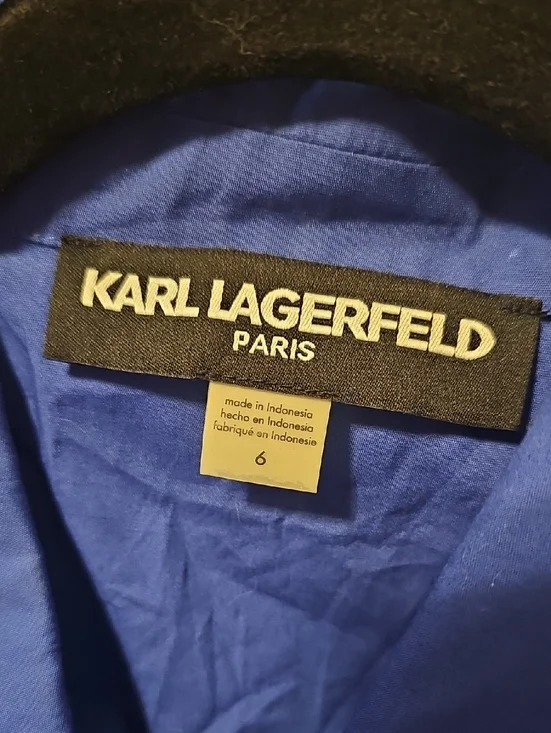 KARL LAGERFELD
PARIS
made in Indonesia
hecho en Indonesia
fabriqué en Indonesie
6